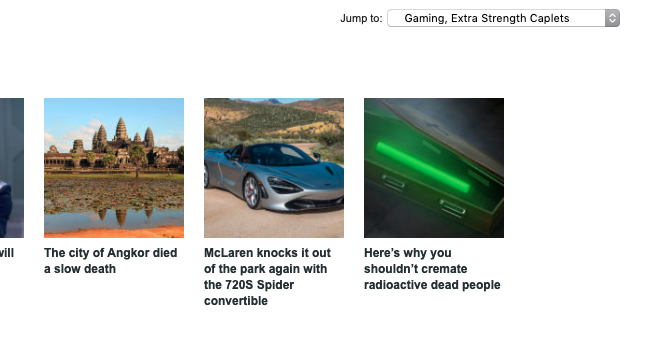 Jump to: Gaming, Extra Strength Caplets
will
The city of Angkor died
a slow death
McLaren knocks it out
of the park again with
the 720S Spider
convertible
Here’s why you
shouldn’t cremate
radioactive dead people